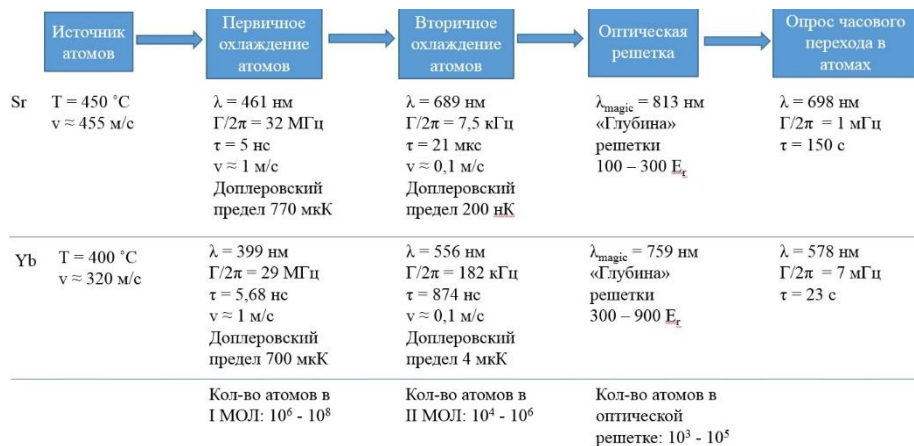 Источник
атомов
Первичное
охлаждение
атомов
Вторичное
охлаждение
атомов
Оптическая
решетка
Опрос часового
перехода в
атомах
Sr
T = 450 ˚C
v ≈ 455 м/с
λ = 461 нм
Г/2π = 32 МГц
τ = 5 нс
v ≈ 1 м/с
Доплеровский
предел 770 мкК
λ = 689 нм
Г/2π = 7,5 кГц
τ = 21 мкс
v ≈ 0,1 м/с
Доплеровский
предел 200 нК
λmagic = 813 нм
«Глубина»
решетки
100 – 300 Er
λ = 698 нм
Г/2π = 1 мГц
τ = 150 с
Yb
T = 400 ˚C
v ≈ 320 м/с
λ = 399 нм
Г/2π = 29 МГц
τ = 5,68 нс
v ≈ 1 м/с
Доплеровский
предел 700 мкК
λ = 556 нм
Г/2π = 182 кГц
τ = 874 нс
v ≈ 0,1 м/с
Доплеровский
предел 4 мкК
λmagic = 759 нм
«Глубина»
решетки
300 – 900 Er
λ = 578 нм
Г/2π = 7 мГц
τ = 23 с
Кол-во атомов в
I МОЛ: 10⁶ - 10⁸
Кол-во атомов в
II МОЛ: 10⁴ - 10⁶
Кол-во атомов в
оптической
решетке: 10³ - 10⁵